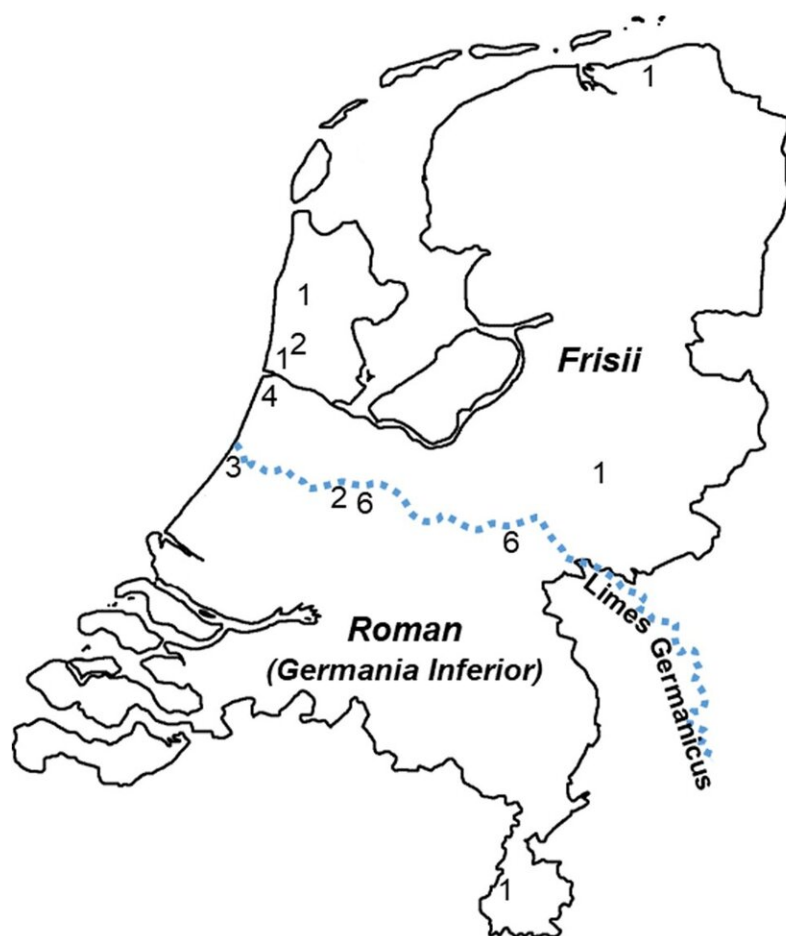 1
1
2
1
Frisii
4
3
1
2
6
6
Limes Germanicus
Roman
(Germania Inferior)
1